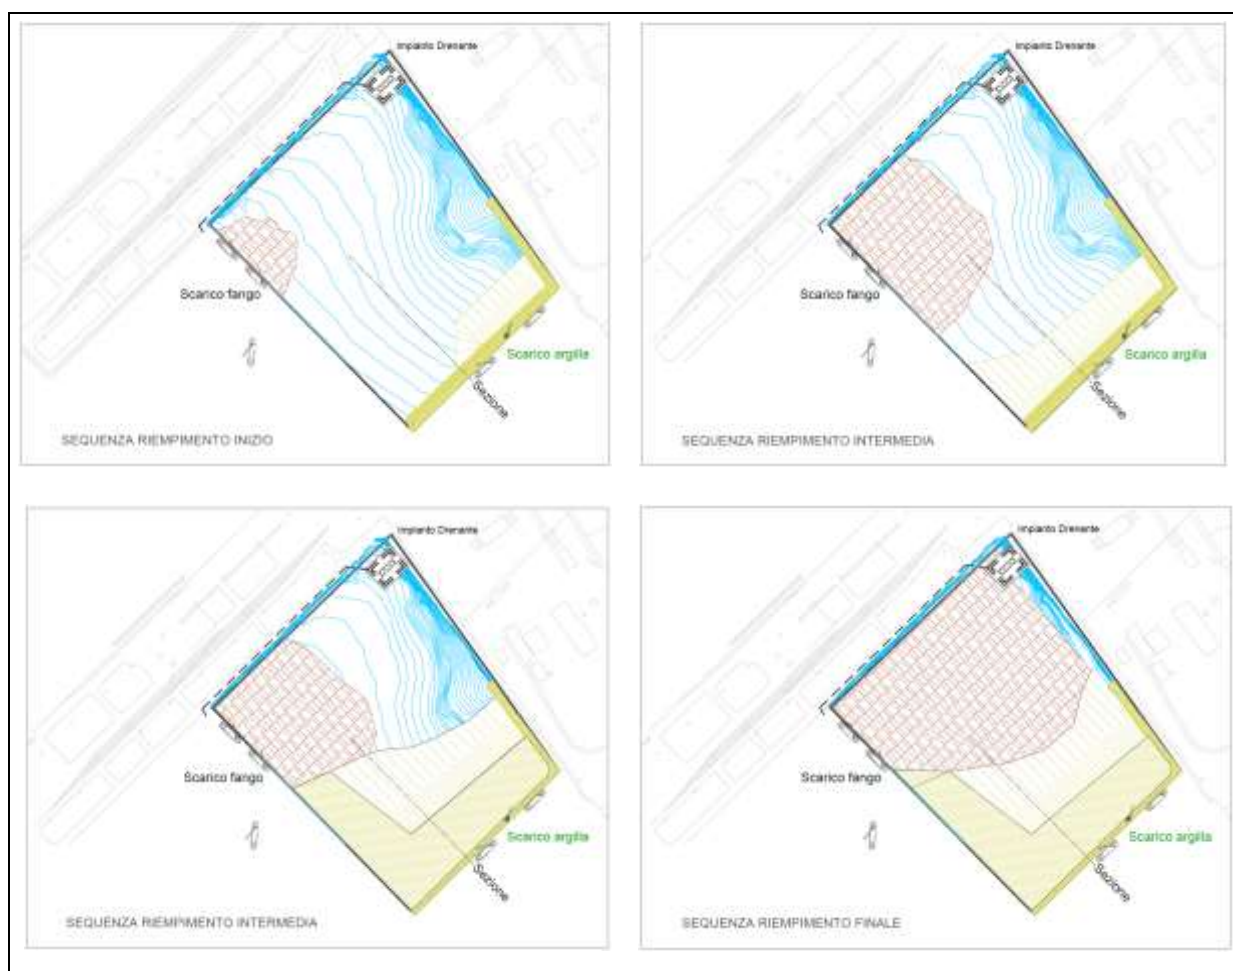 Impianto Drenante
Scarico fango
Scarico argilla
Sezione
SEQUENZA RIEMPIMENTO INIZIO
Impianto Drenante
Scarico fango
Scarico argilla
Sezione
SEQUENZA RIEMPIMENTO INTERMEDIA
Impianto Drenante
Scarico fango
Scarico argilla
Sezione
SEQUENZA RIEMPIMENTO INTERMEDIA
Impianto Drenante
Scarico fango
Scarico argilla
Sezione
SEQUENZA RIEMPIMENTO FINALE